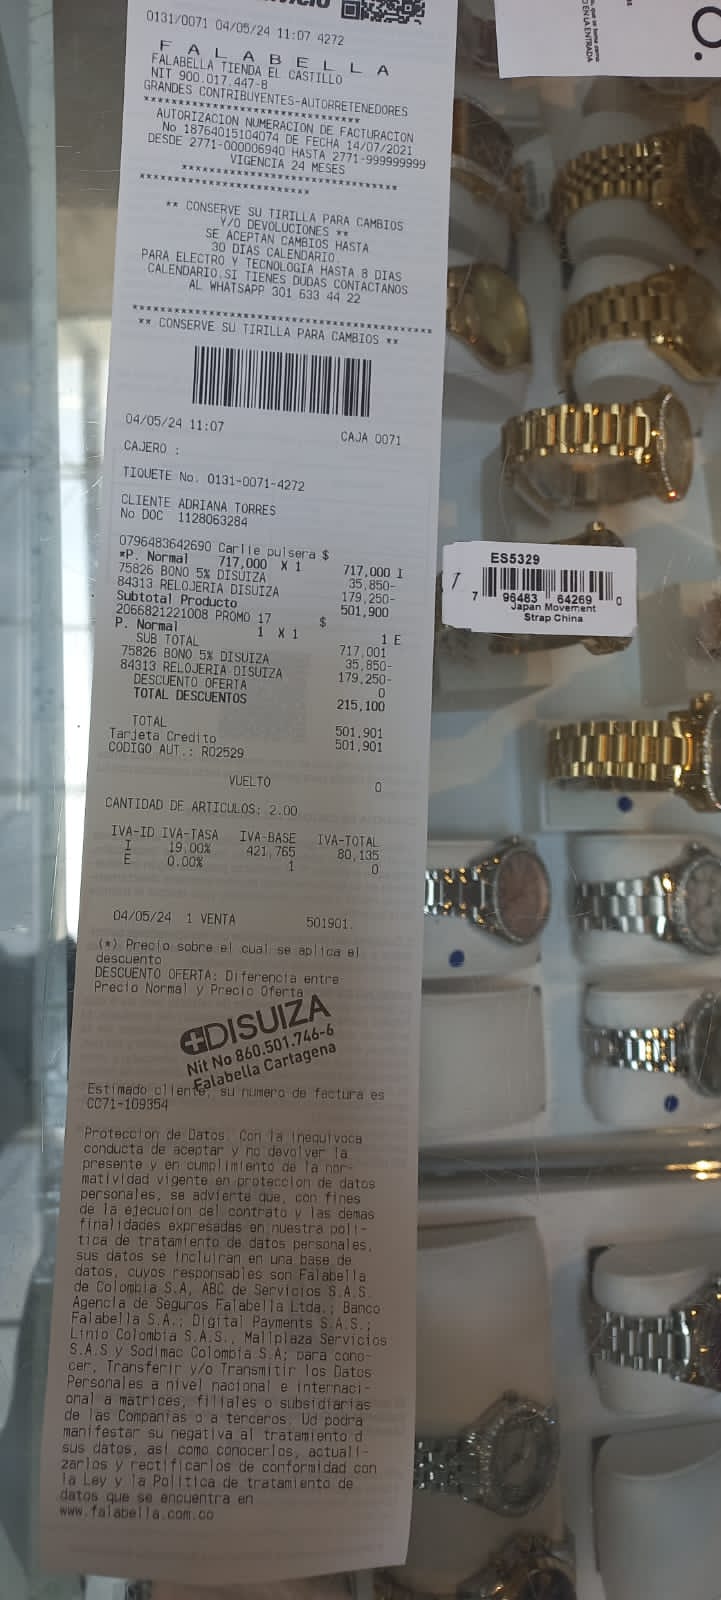 0131/0071 04/05/24 11:07 4272
F A L A B E L L A
FALABELLA TIENDA EL CASTILLO
NIT 900.017.447-8
GRANDES CONTRIBUYENTES-AUTORRETENEDORES
AUTORIZACION NUMERACION DE FACTURACION
No 18764015104074 DE FECHA 14/07/2021
DESDE 2771-000006940 HASTA 2771-999999999
VIGENCIA 24 MESES
** CONSERVE SU TIRILLA PARA CAMBIOS
Y/O DEVOLUCIONES **
SE ACEPTAN CAMBIOS HASTA
30 DIAS CALENDARIO.
PARA ELECTRO Y TECNOLOGIA HASTA 8 DIAS
CALENDARIO.SI TIENES DUDAS CONTACTANOS
AL WHATSAPP 301 633 44 22
** CONSERVE SU TIRILLA PARA CAMBIOS **
04/05/24 11:07 CAJA 0071
CAJERO :
TIQUETE No. 0131-0071-4272
CLIENTE ADRIANA TORRES
No DOC 1128063284
0796483642690 Carlie pulsera $
*P. Normal 717,000 X 1 717,000 I
75826 BONO 5% DISUIZA 35,850-
84313 RELOJERIA DISUIZA 179,250-
Subtotal Producto 501,900
2066821221008 PROMO 17 $
P. Normal 1 X 1 1 E
SUB TOTAL 717,001
75826 BONO 5% DISUIZA 35,850-
84313 RELOJERIA DISUIZA 179,250-
DESCUENTO OFERTA 0
TOTAL DESCUENTOS 215,100
TOTAL 501,901
Tarjeta Credito 501,901
CODIGO AUT.: R02529
VUELTO 0
CANTIDAD DE ARTICULOS: 2.00
IVA-ID IVA-TASA IVA-BASE IVA-TOTAL
I 19.00% 421,765 80,135
E 0.00% 1 0
04/05/24 1 VENTA 501901.
(*) Precio sobre el cual se aplica el
descuento
DESCUENTO OFERTA: Diferencia entre
Precio Normal y Precio Oferta
DISUIZA
Nit No 860.501.746-6
Falabella Cartagena
Estimado cliente, su numero de factura es
CC71-109354
Proteccion de Datos. Con la inequivoca
conducta de aceptar y no devolver la
presente y en cumplimiento de la nor-
matividad vigente en proteccion de datos
personales, se advierte que, con fines
de la ejecucion del contrato y las demas
finalidades expresadas en nuestra poli-
tica de tratamiento de datos personales,
sus datos se incluiran en una base de
datos, cuyos responsables son Falabella
de Colombia S.A, ABC de Servicios S.A.S.
Agencia de Seguros Falabella Ltda.; Banco
Falabella S.A.; Digital Payments S.A.S.;
Linio Colombia S.A.S., Mallplaza Servicios
S.A.S y Sodimac Colombia S.A; para cono-
cer, Transferir y/o Transmitir los Datos
Personales a nivel nacional e internaci-
onal a matrices, filiales o subsidiarias
de las Companias o a terceros. Ud podra
manifestar su negativa al tratamiento d
sus datos, asi como conocerlos, actuali-
zarlos y rectificarlos de conformidad con
la Ley y la Politica de tratamiento de
datos que se encuentra en
www.falabella.com.co
ES5329
7 96483 64269 0
Japan Movement
Strap China
EN LA ENTRADA